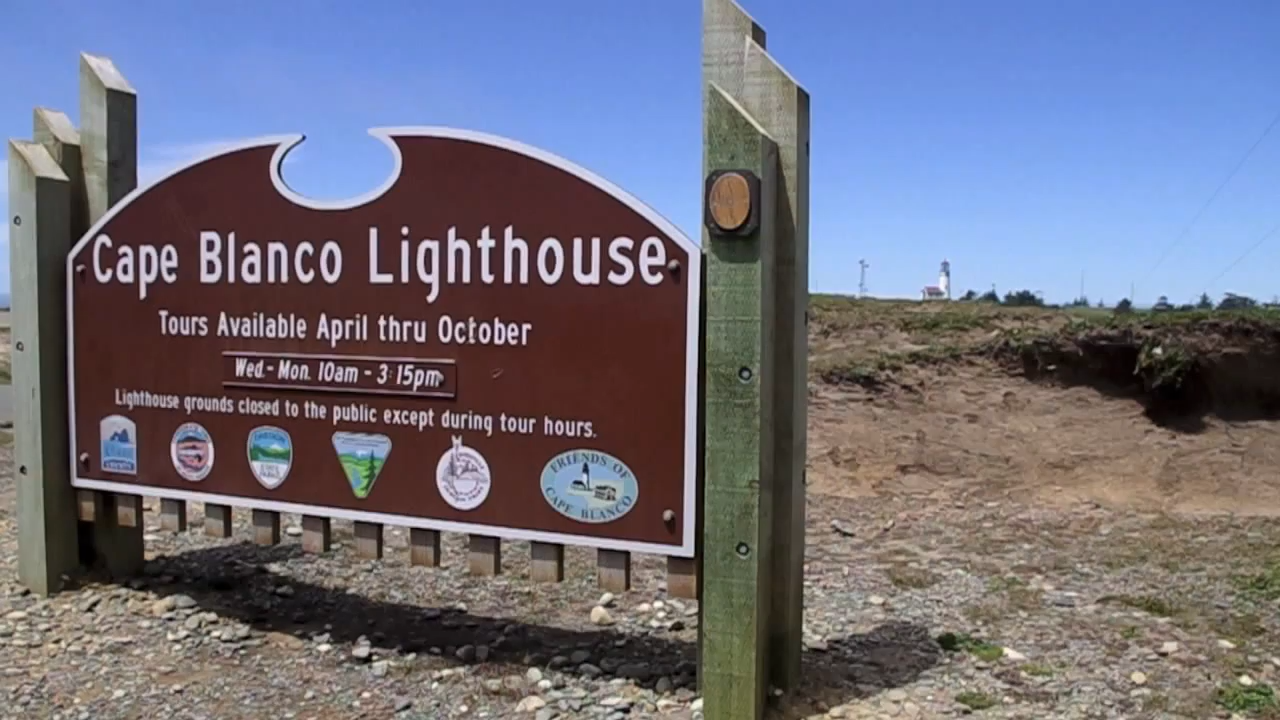 Cape Blanco Lighthouse
Tours Available April thru October
Wed.- Mon. 10am - 3:15pm
Lighthouse grounds closed to the public except during tour hours.
FRIENDS OF
CAPE BLANCO